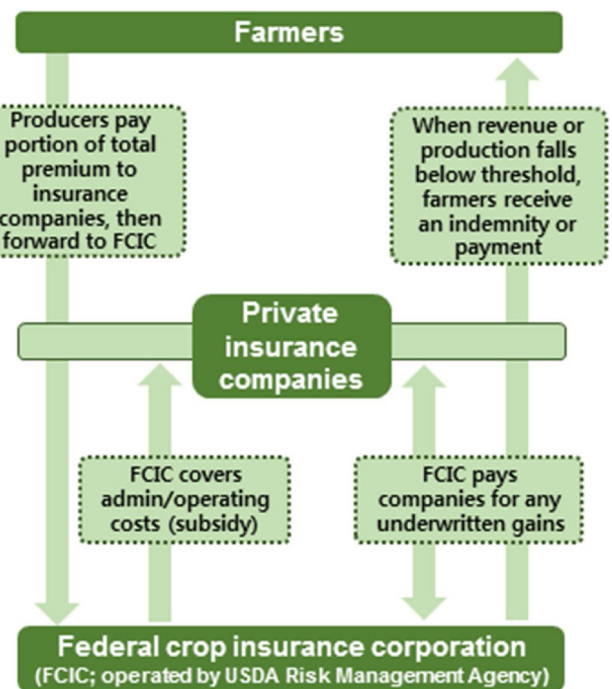 Farmers
Producers pay
portion of total
premium to
insurance
companies, then
forward to FCIC
When revenue or
production falls
below threshold,
farmers receive
an indemnity or
payment
Private
insurance
companies
FCIC covers
admin/operating
costs (subsidy)
FCIC pays
companies for any
underwritten gains
Federal crop insurance corporation
(FCIC; operated by USDA Risk Management Agency)